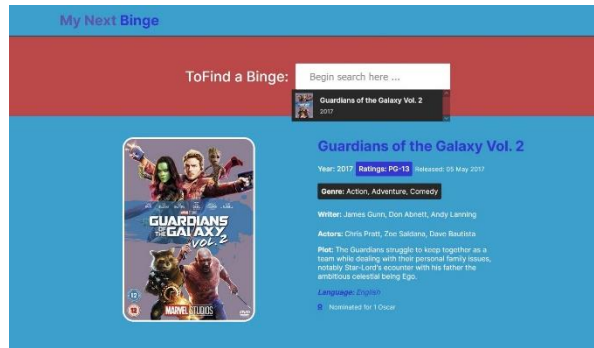 My Next Binge
ToFind a Binge: Begin search here ...
Guardians of the Galaxy Vol. 2
2017
Guardians of the Galaxy Vol. 2
Year: 2017 Ratings: PG-13 Released: 05 May 2017
Genre: Action, Adventure, Comedy
Writer: James Gunn, Don Abnett, Andy Lanning
Actors: Chris Pratt, Zoe Saldana, Dave Bautista
Plot: The Guardians struggle to keep together as a
team while dealing with their personal family issues,
notably Star-Lord's ecounter with his father the
ambitious celestial being Ego.
Language: English
Nominated for 1 Oscar
GUARDIANS
OF THE GALAXY
VOL.2
12
MARVEL STUDIOS